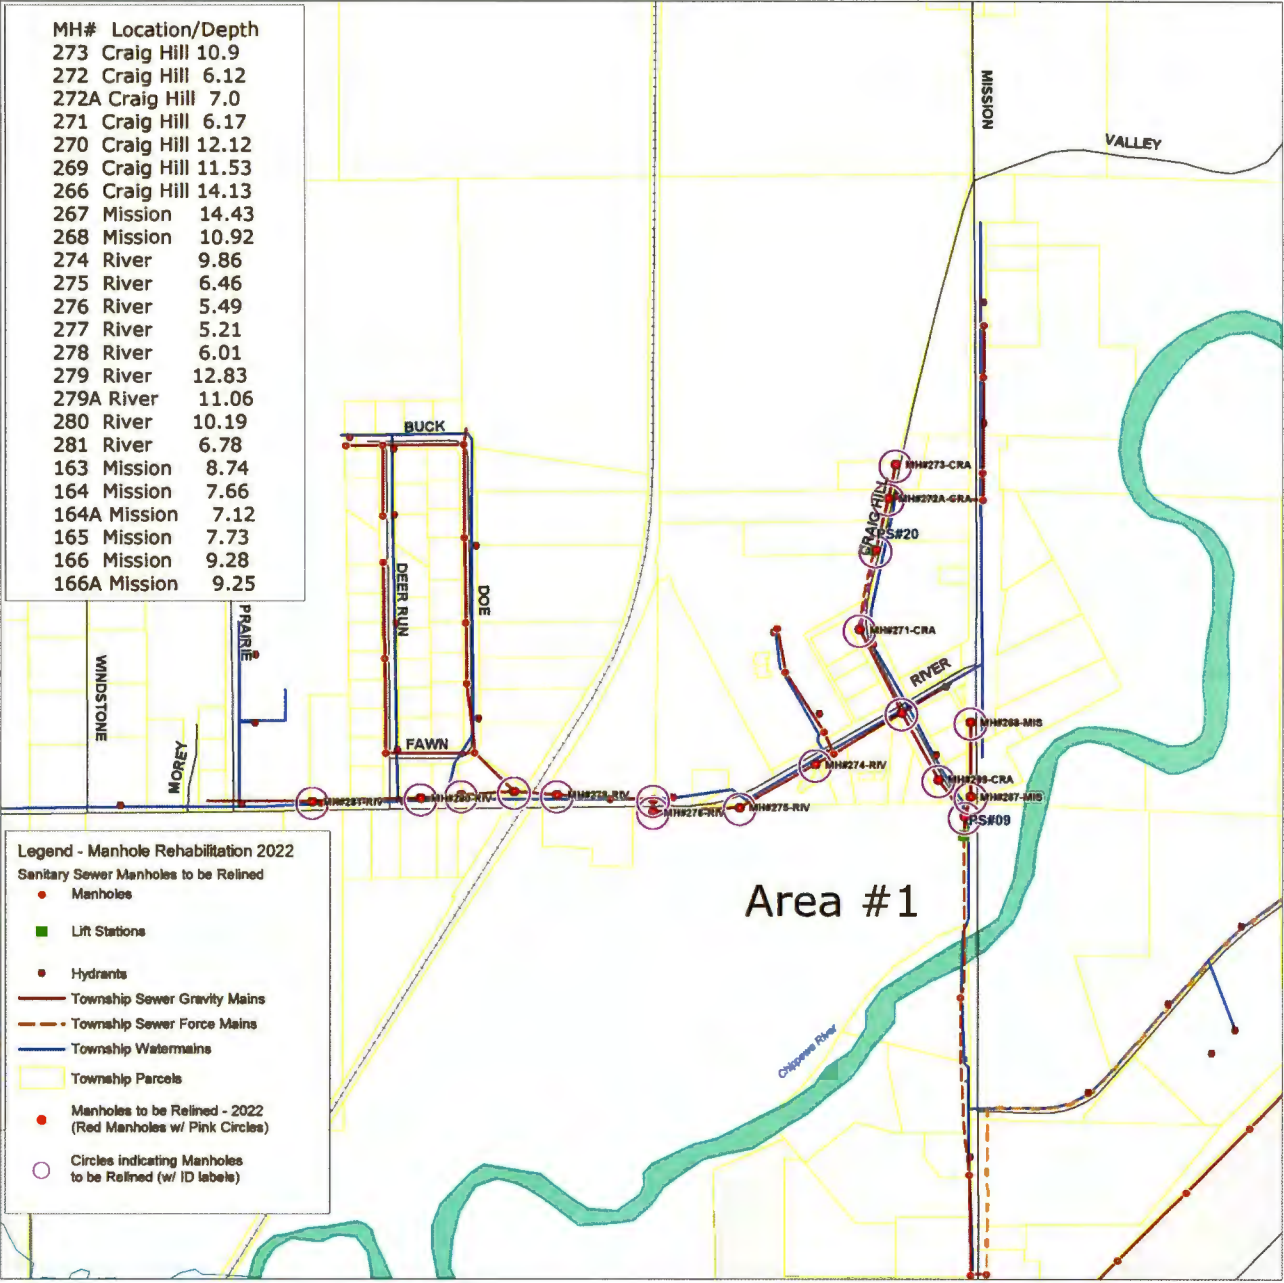 MH# Location/Depth
273 Craig Hill 10.9
272 Craig Hill 6.12
272A Craig Hill 7.0
271 Craig Hill 6.17
270 Craig Hill 12.12
269 Craig Hill 11.53
266 Craig Hill 14.13
267 Mission 14.43
268 Mission 10.92
274 River 9.86
275 River 6.46
276 River 5.49
277 River 5.21
278 River 6.01
279 River 12.83
279A River 11.06
280 River 10.19
281 River 6.78
163 Mission 8.74
164 Mission 7.66
164A Mission 7.12
165 Mission 7.73
166 Mission 9.28
166A Mission 9.25
MISSION
VALLEY
BUCK
MH#273-CRA
MH#272A-CRA
CRAIG HILL
PS#20
DEER RUN
DOE
PRAIRIE
MH#271-CRA
WINDSTONE
RIVER
MOREY
FAWN
MH#268-MIS
MH#274-RIV
MH#269-CRA
MH#281-RIV
MH#280-RIV
MH#278-RIV
MH#267-MIS
MH#276-RIV
MH#275-RIV
PS#09
Area #1
Chippewa River
Legend - Manhole Rehabilitation 2022
Sanitary Sewer Manholes to be Relined
Manholes
Lift Stations
Hydrants
Township Sewer Gravity Mains
Township Sewer Force Mains
Township Watermains
Township Parcels
Manholes to be Relined - 2022
(Red Manholes w/ Pink Circles)
Circles indicating Manholes
to be Relined (w/ ID labels)